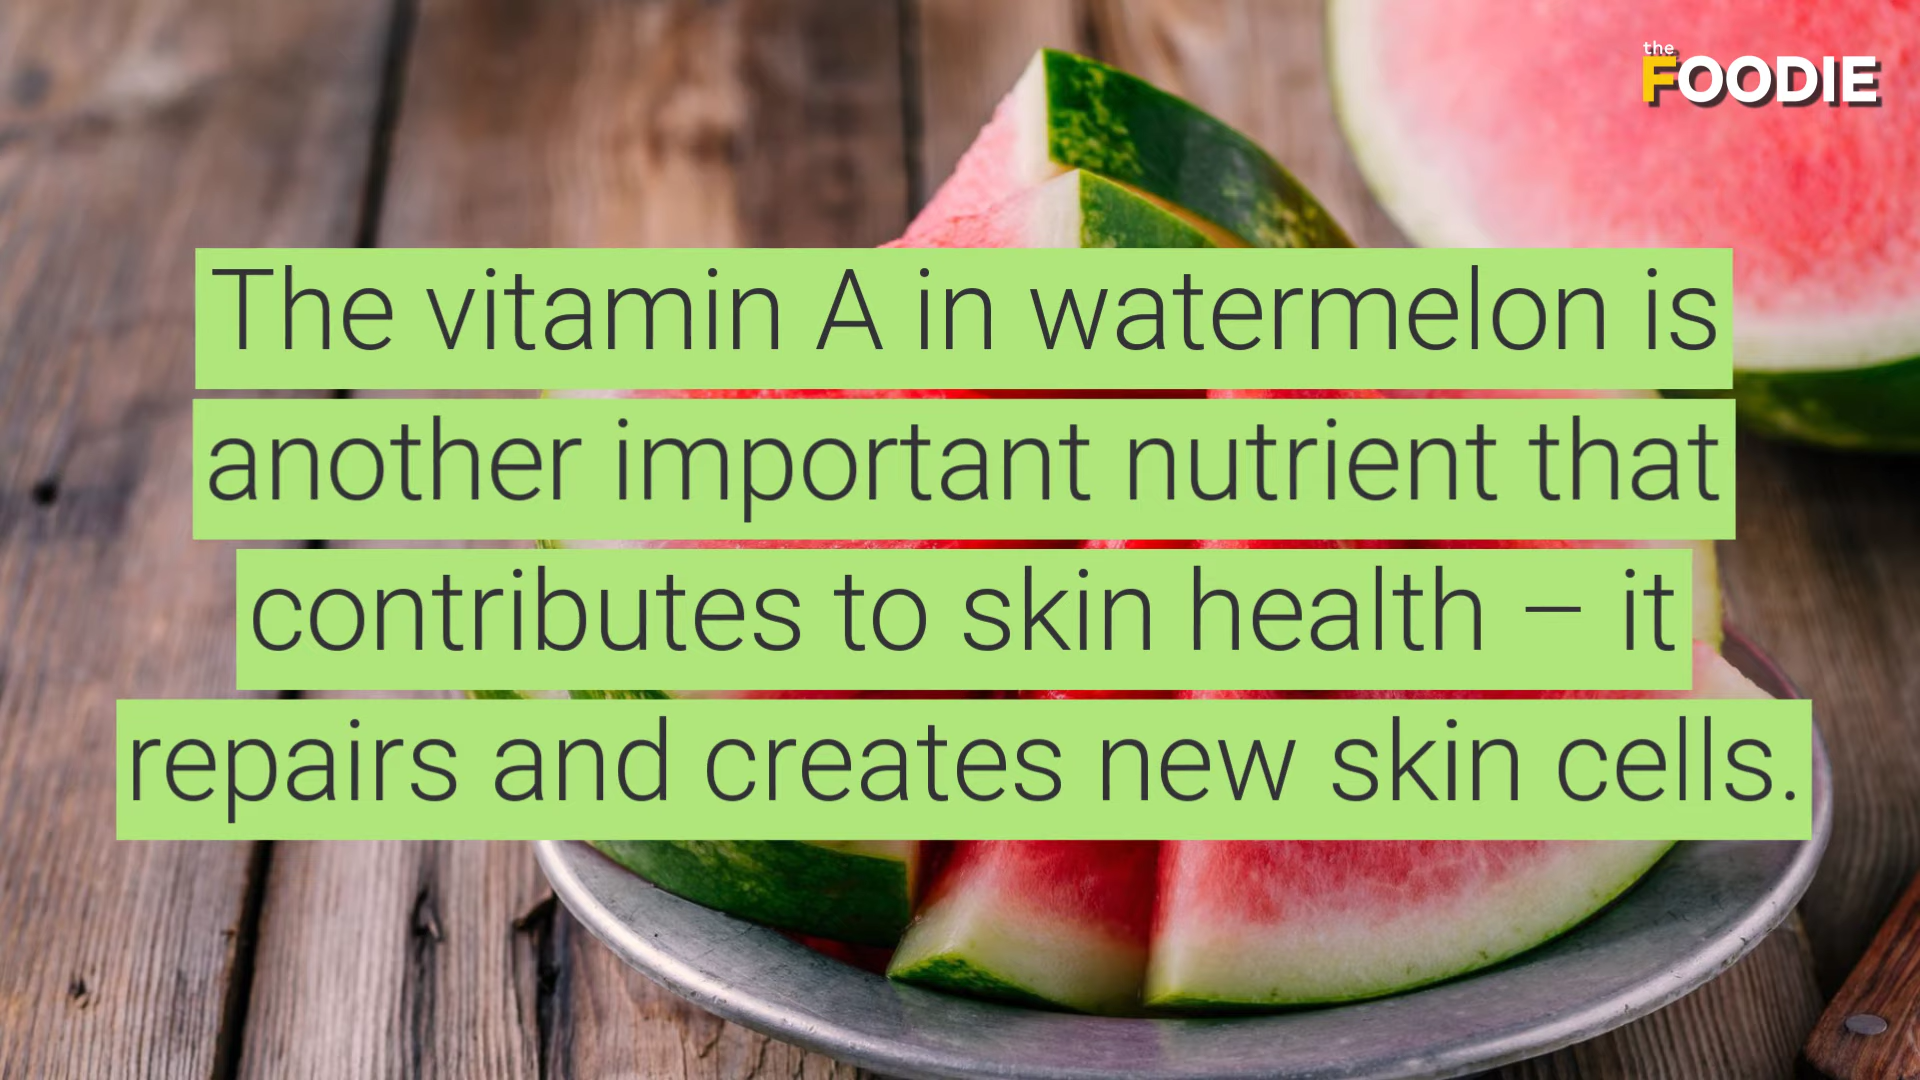 the
FOODIE
The vitamin A in watermelon is
another important nutrient that
contributes to skin health – it
repairs and creates new skin cells.